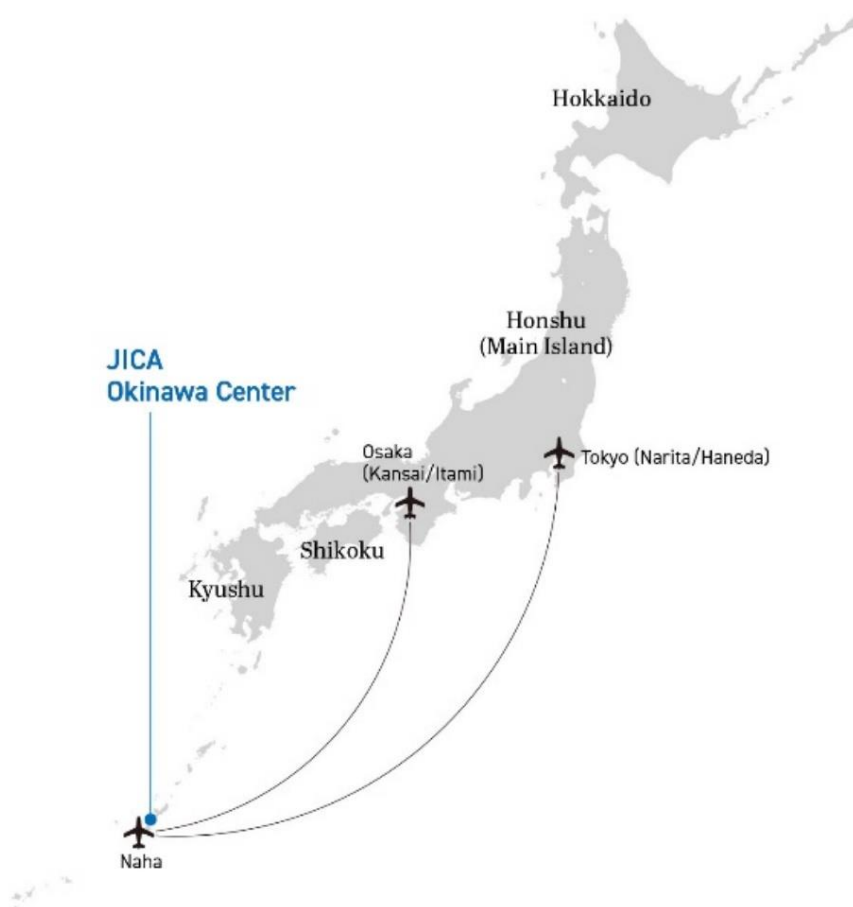 Hokkaido
Honshu
(Main Island)
JICA
Okinawa Center
Osaka
(Kansai/Itami)
Tokyo (Narita/Haneda)
Shikoku
Kyushu
Naha